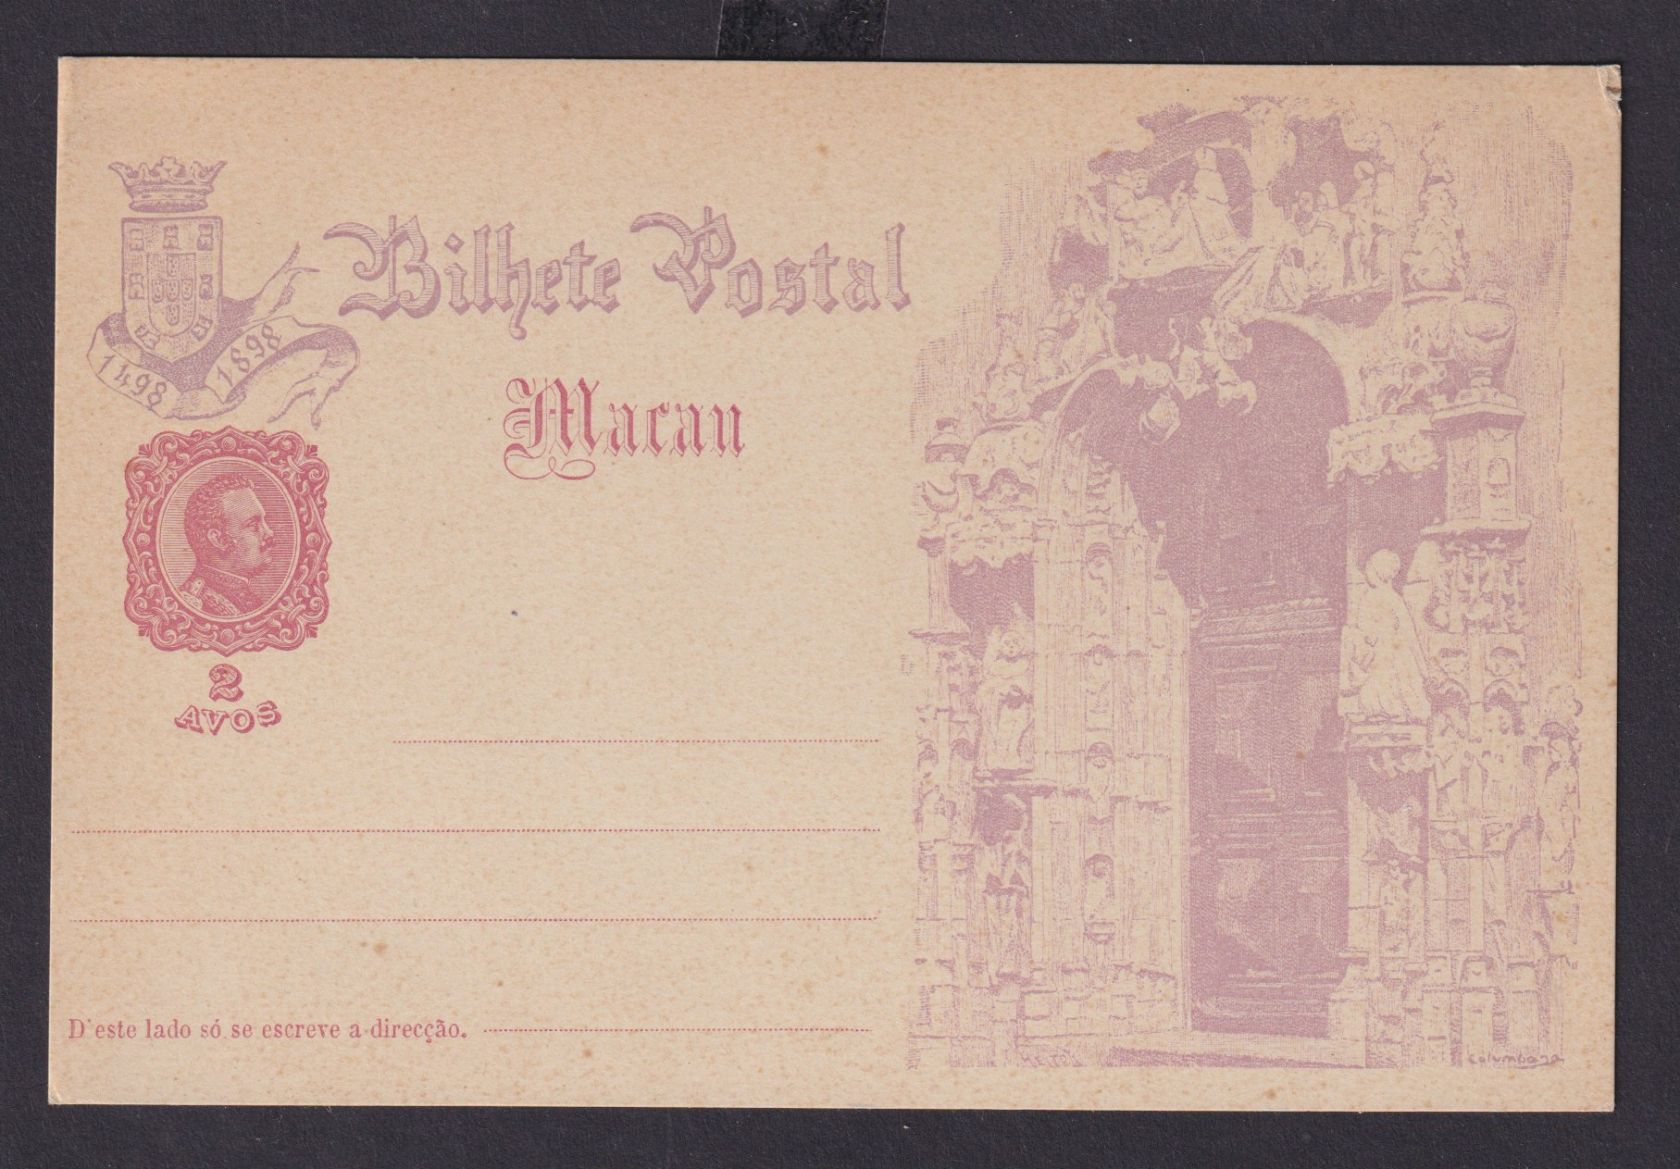 Bilhete Postal
1498 1898
Macau
2
AVOS
D'este lado só se escreve a direcção.
Columbano